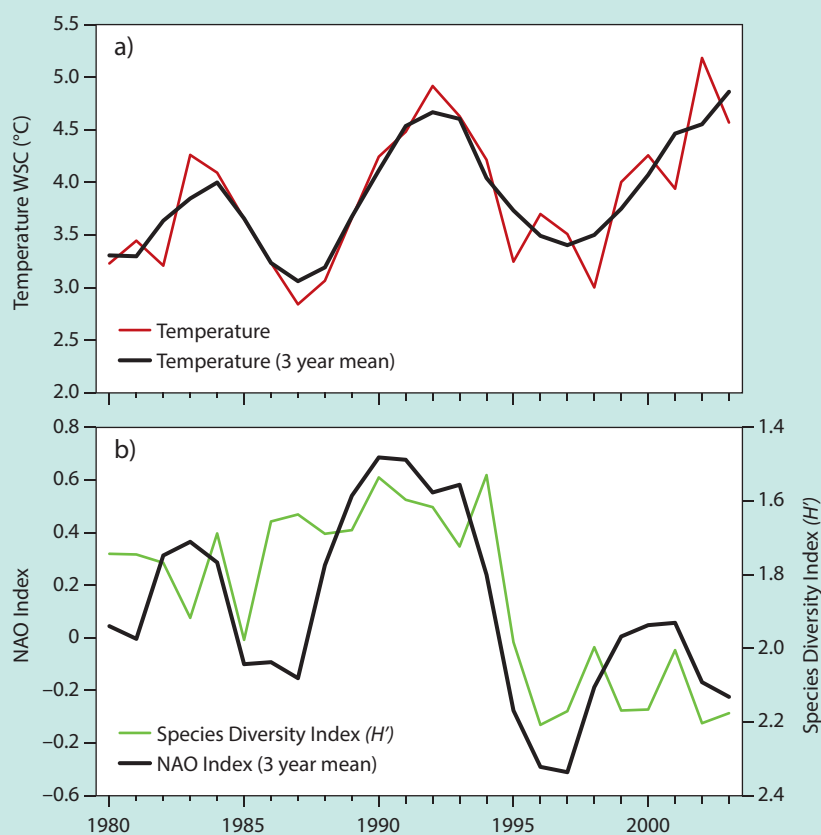 5.5
5.0
4.5
4.0
3.5
3.0
2.5
2.0
Temperature WSC (°C)
a)
Temperature
Temperature (3 year mean)
0.8
0.6
0.4
0.2
0
–0.2
–0.2
–0.6
NAO Index
b)
Species Diversity Index (H')
NAO Index (3 year mean)
1.4
1.6
1.8
2.0
2.2
2.4
Species Diversity Index (H')
1980 1985 1990 1995 2000